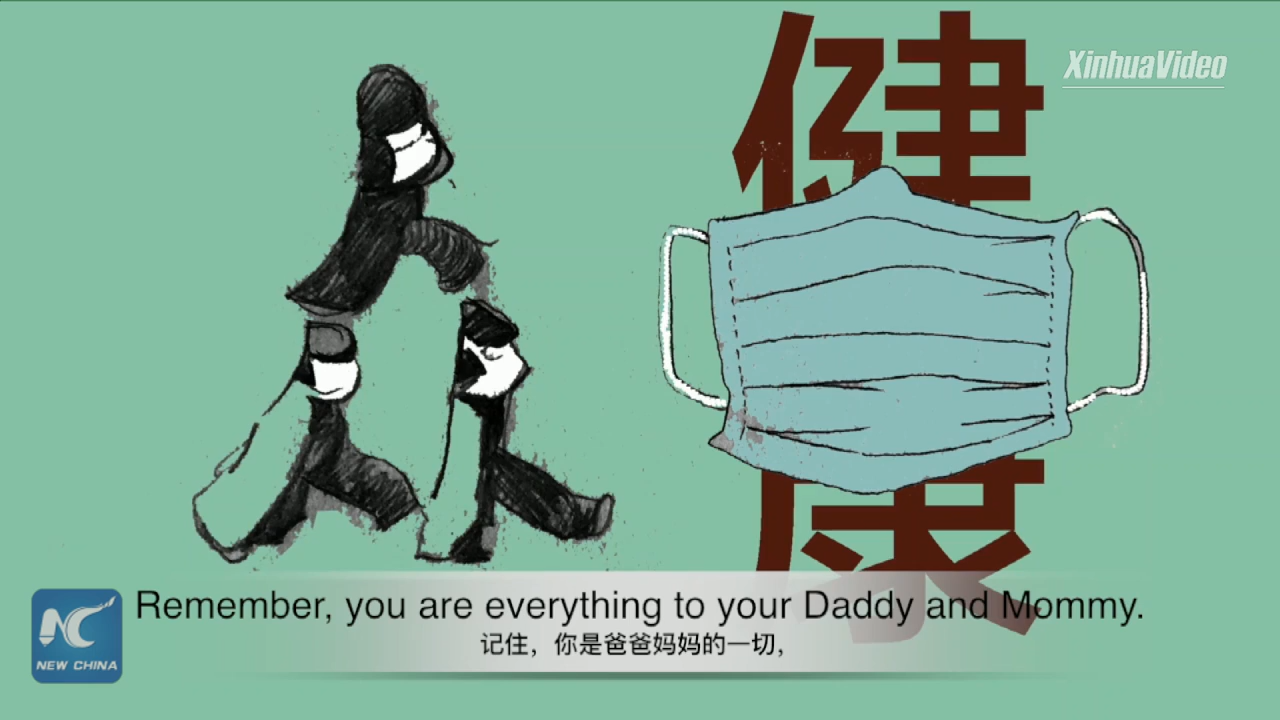 健
康
XinhuaVideo
NC
NEW CHINA
Remember, you are everything to your Daddy and Mommy.
记住，你是爸爸妈妈的一切，